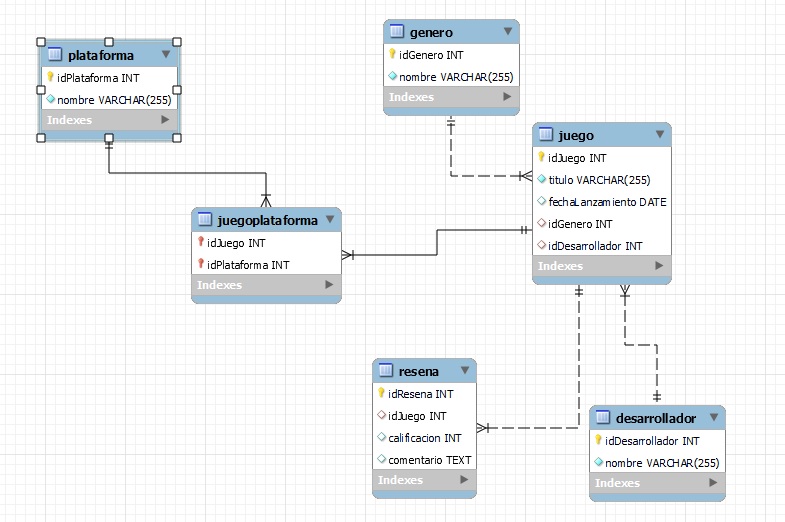 plataforma
idPlataforma INT
nombre VARCHAR(255)
Indexes
genero
idGenero INT
nombre VARCHAR(255)
Indexes
juego
idJuego INT
titulo VARCHAR(255)
fechaLanzamiento DATE
idGenero INT
idDesarrollador INT
Indexes
juegoplataforma
idJuego INT
idPlataforma INT
Indexes
resena
idResena INT
idJuego INT
calificacion INT
comentario TEXT
Indexes
desarrollador
idDesarrollador INT
nombre VARCHAR(255)
Indexes